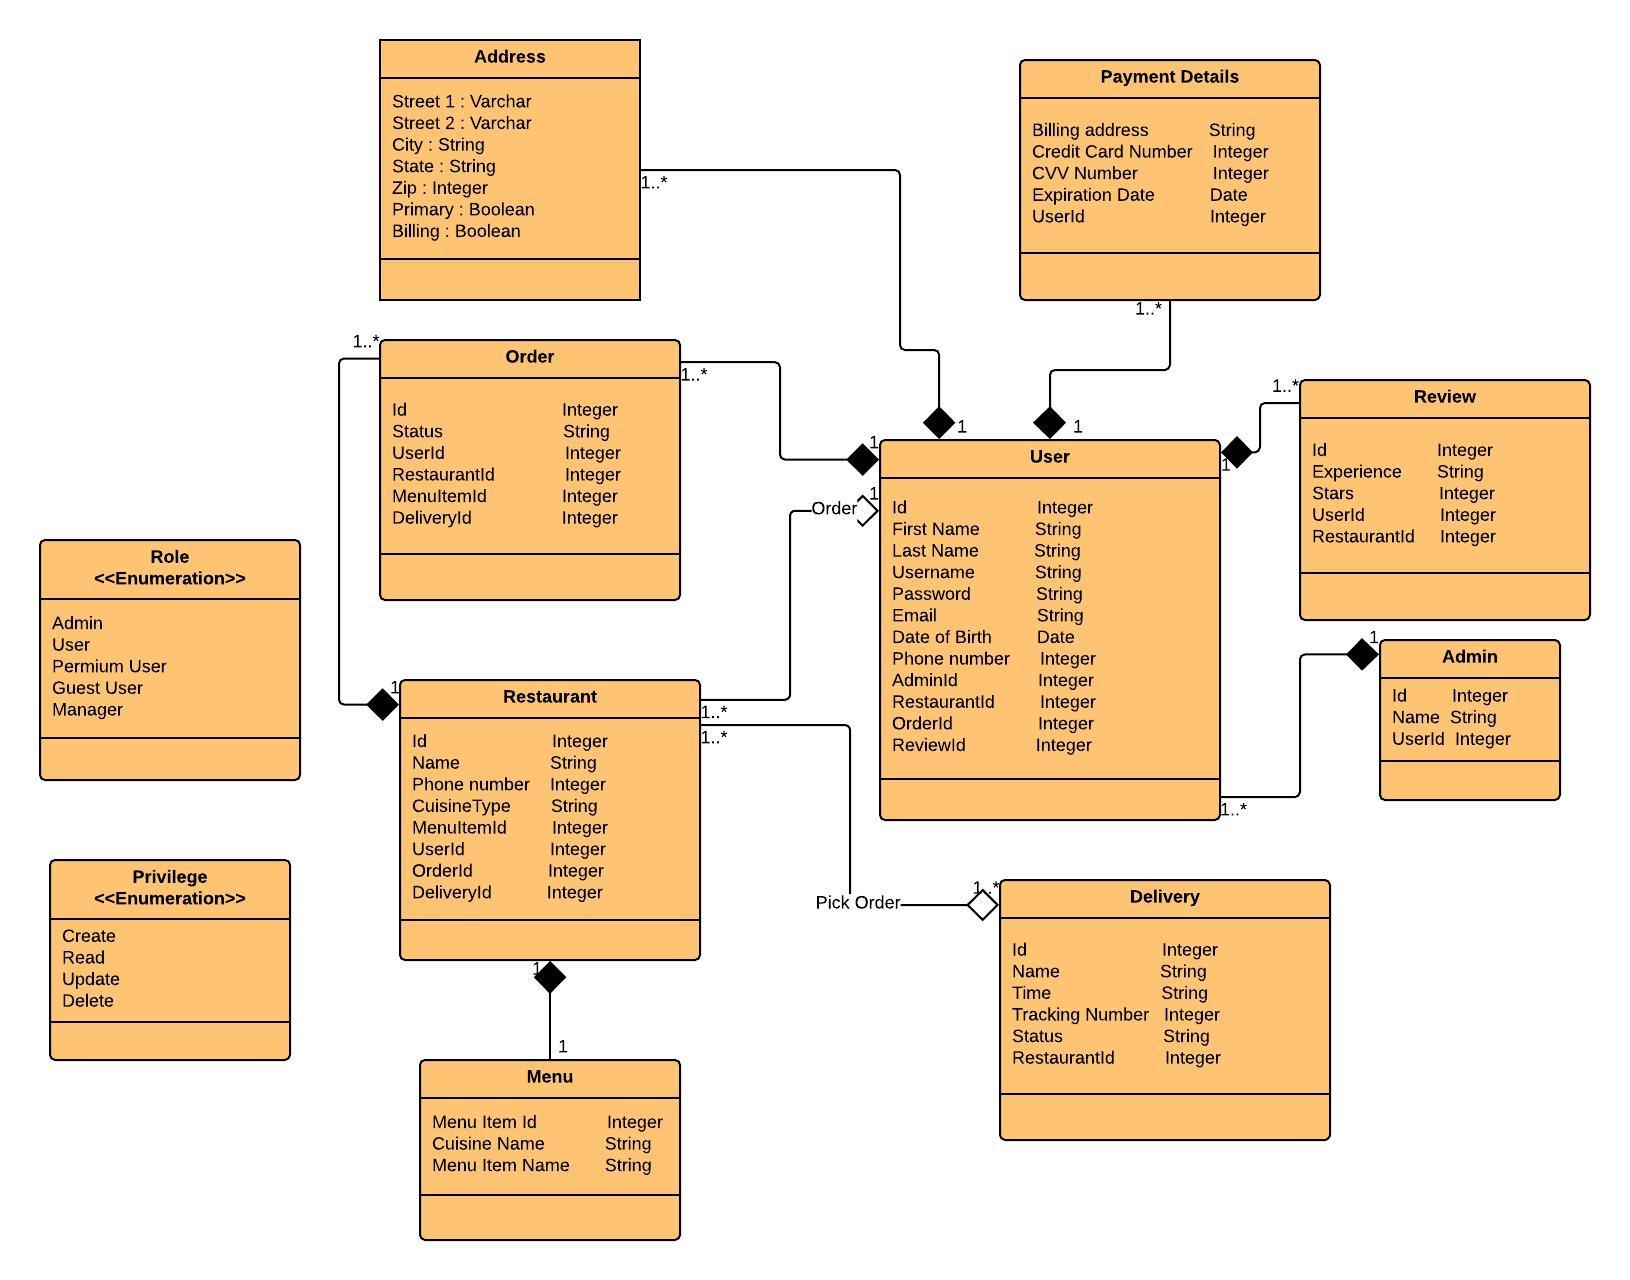 Address
Street 1 : Varchar
Street 2 : Varchar
City : String
State : String
Zip : Integer
Primary : Boolean
Billing : Boolean
1..*
Payment Details
Billing address String
Credit Card Number Integer
CVV Number Integer
Expiration Date Date
UserId Integer
1..*
1..*
Order
Id Integer
Status String
UserId Integer
RestaurantId Integer
MenuItemId Integer
DeliveryId Integer
1..*
1
1
1
1
Order
User
Id Integer
First Name String
Last Name String
Username String
Password String
Email String
Date of Birth Date
Phone number Integer
AdminId Integer
RestaurantId Integer
OrderId Integer
ReviewId Integer
1
1..*
1..*
Review
Id Integer
Experience String
Stars Integer
UserId Integer
RestaurantId Integer
1
Admin
Id Integer
Name String
UserId Integer
Role
<<Enumeration>>
Admin
User
Permium User
Guest User
Manager
1
Restaurant
Id Integer
Name String
Phone number Integer
CuisineType String
MenuItemId Integer
UserId Integer
OrderId Integer
DeliveryId Integer
1..*
1..*
Pick Order
1..*
Delivery
Id Integer
Name String
Time String
Tracking Number Integer
Status String
RestaurantId Integer
Privilege
<<Enumeration>>
Create
Read
Update
Delete
1
1
Menu
Menu Item Id Integer
Cuisine Name String
Menu Item Name String